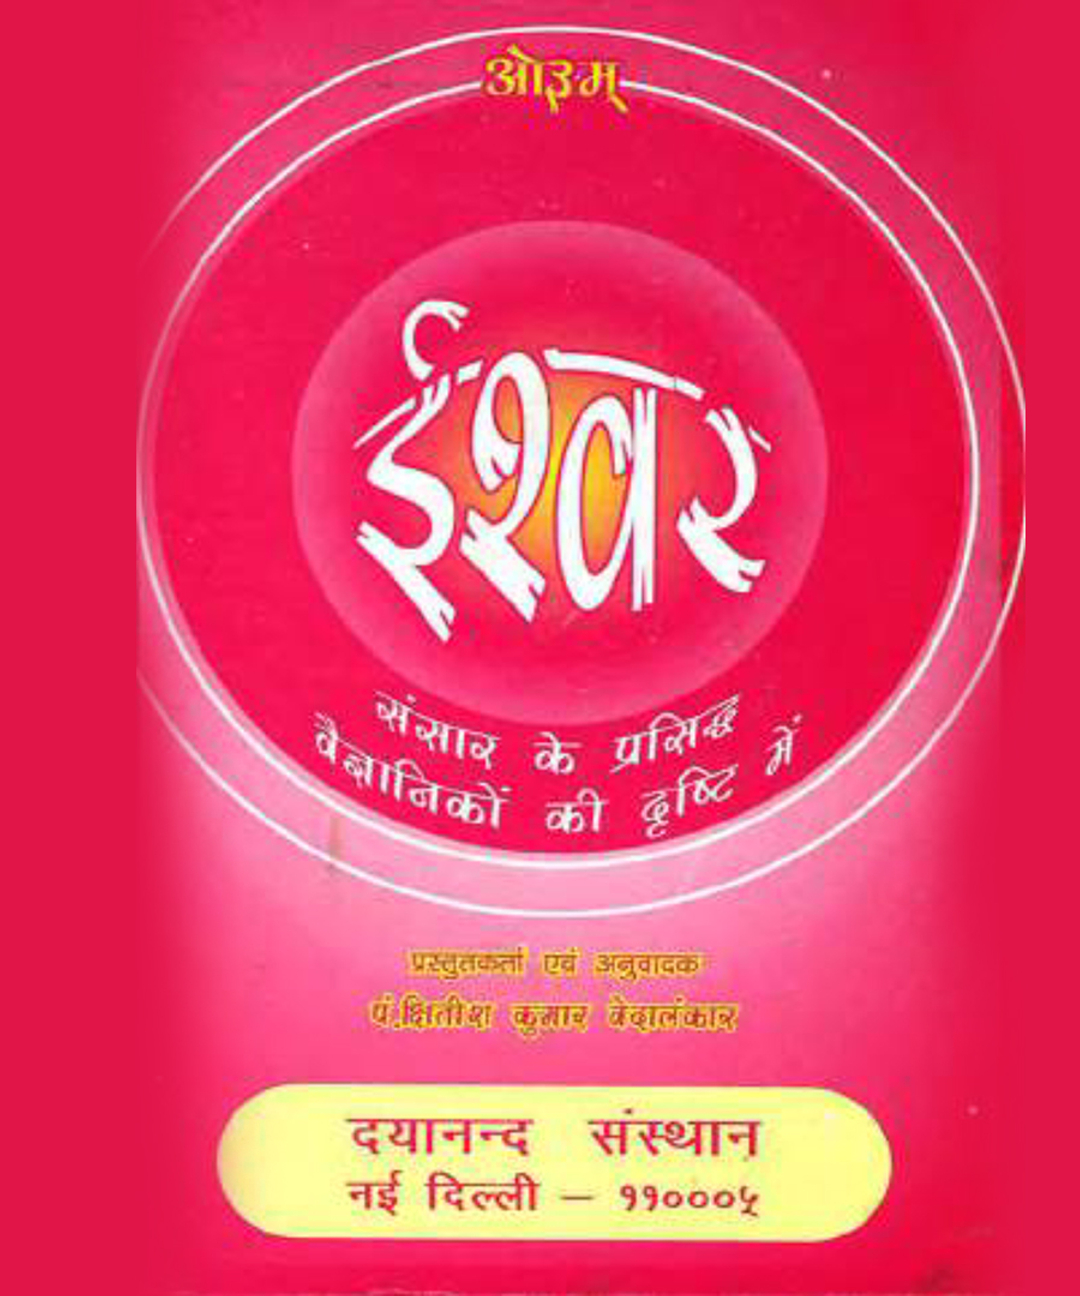 ओ३म्
ईश्वर
संसार के प्रसिद्ध
वैज्ञानिकों की दृष्टि में
प्रस्तुतकर्ता एवं अनुवादक
पं.क्षितीश कुमार वेदालंकार
दयानन्द संस्थान
नई दिल्ली – ११०००५